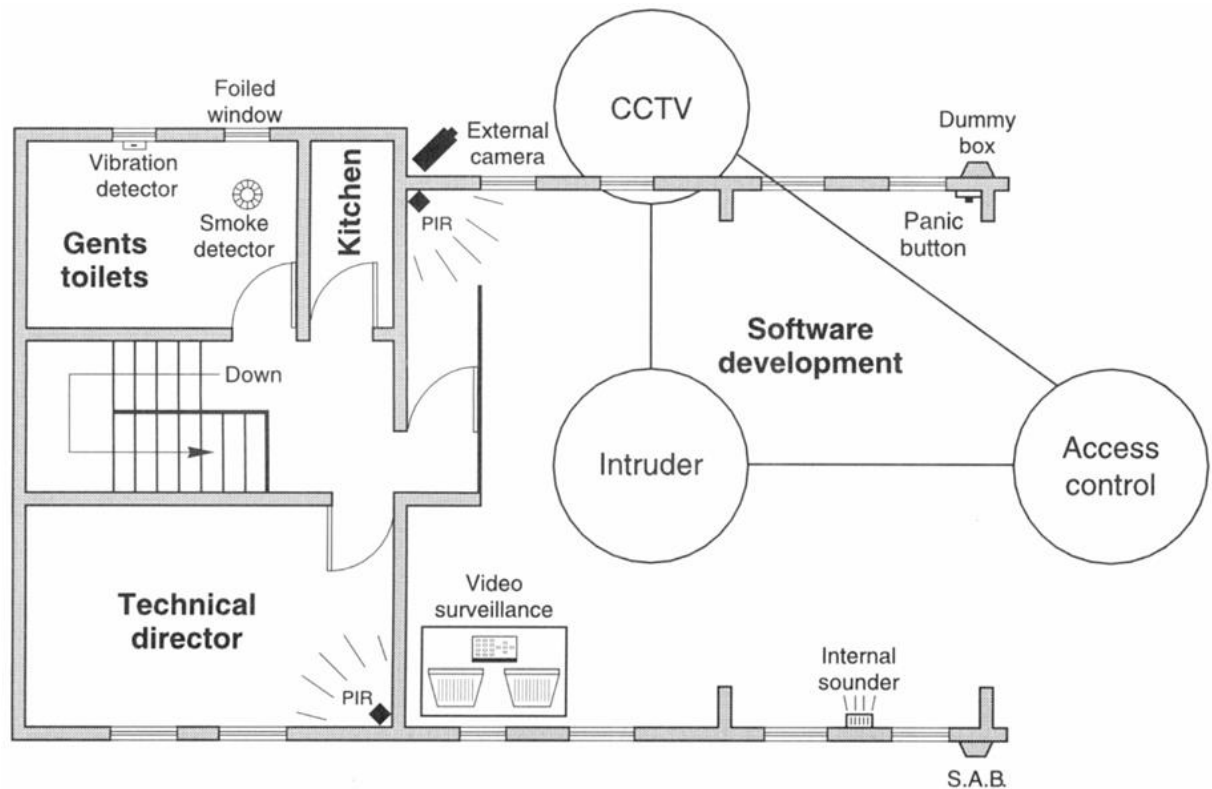 CCTV
Foiled
window
External
camera
Dummy
box
Vibration
detector
Smoke
detector
Kitchen
PIR
Panic
button
Gents
toilets
Software
development
Down
Intruder
Access
control
Technical
director
Video
surveillance
PIR
Internal
sounder
S.A.B.